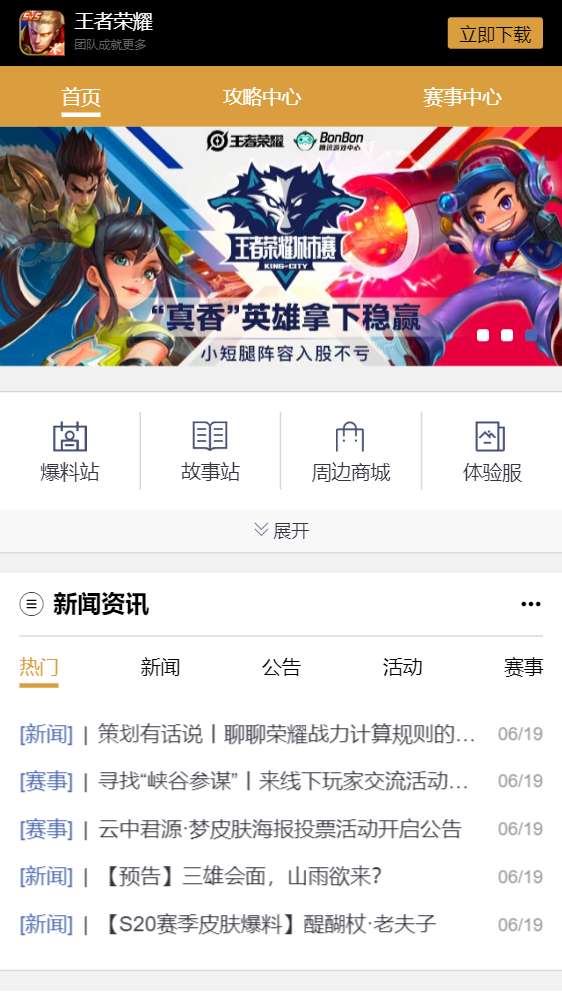 5v5
王者荣耀
团队成就更多
立即下载
首页 攻略中心 赛事中心
王者荣耀 BonBon
腾讯游戏中心
王者荣耀城市赛
KING-CITY
“真香”英雄拿下稳赢
小短腿阵容入股不亏
爆料站 故事站 周边商城 体验服
展开
新闻资讯
热门 新闻 公告 活动 赛事
[新闻] | 策划有话说丨聊聊荣耀战力计算规则的... 06/19
[赛事] | 寻找“峡谷参谋”丨来线下玩家交流活动... 06/19
[赛事] | 云中君源·梦皮肤海报投票活动开启公告 06/19
[新闻] | 【预告】三雄会面，山雨欲来? 06/19
[新闻] | 【S20赛季皮肤爆料】醍醐杖·老夫子 06/19